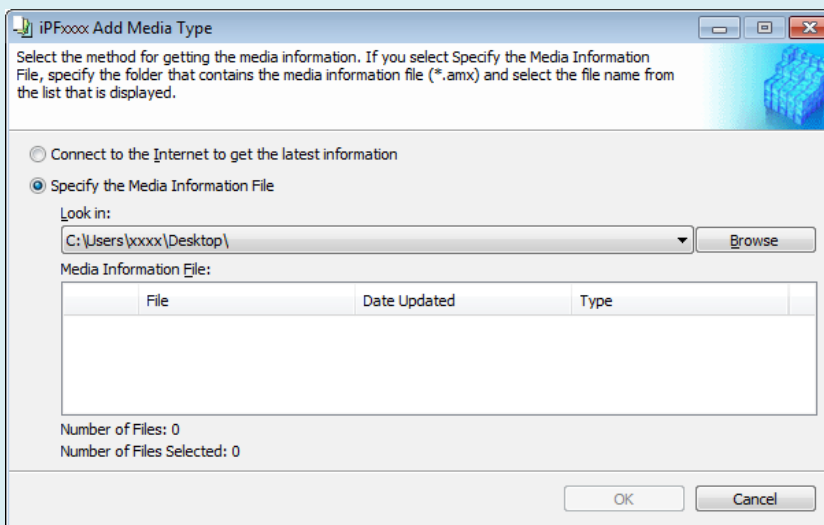 iPFxxxx Add Media Type
Select the method for getting the media information. If you select Specify the Media Information
File, specify the folder that contains the media information file (*.amx) and select the file name from
the list that is displayed.
Connect to the Internet to get the latest information
Specify the Media Information File
Look in:
C:\Users\xxxx\Desktop\
Browse
Media Information File:
File Date Updated Type
Number of Files: 0
Number of Files Selected: 0
OK Cancel